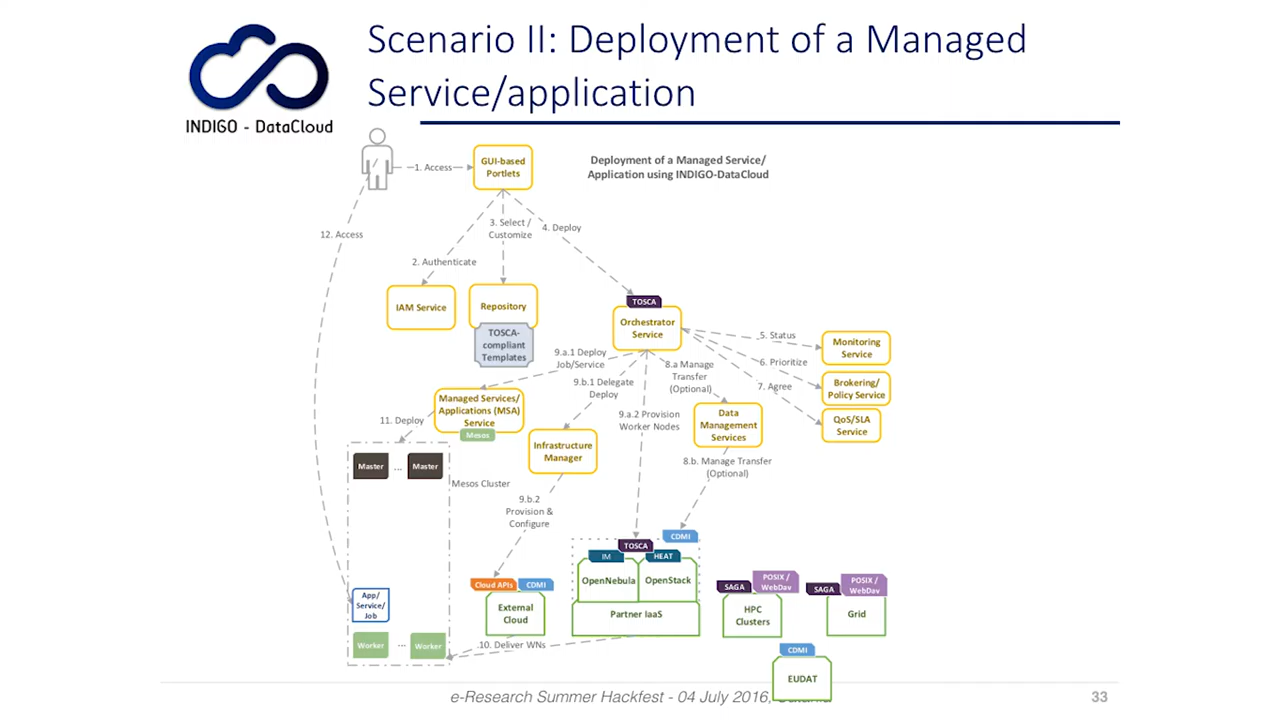 Scenario II: Deployment of a Managed
Service/application
INDIGO - DataCloud
Deployment of a Managed Service/
Application using INDIGO-DataCloud
1. Access
GUI-based
Portlets
12. Access
2. Authenticate
3. Select /
Customize
4. Deploy
IAM Service
Repository
TOSCA-
compliant
Templates
TOSCA
Orchestrator
Service
5. Status
6. Prioritize
7. Agree
Monitoring
Service
Brokering/
Policy Service
QoS/SLA
Service
9.a.1 Deploy
Job/Service
9.b.1 Delegate
Deploy
8.a Manage
Transfer
(Optional)
9.a.2 Provision
Worker Nodes
Managed Services/
Applications (MSA)
Service
Mesos
Infrastructure
Manager
Data
Management
Services
11. Deploy
8.b. Manage Transfer
(Optional)
Master
...
Master
Mesos Cluster
9.b.2
Provision &
Configure
App/
Service/
Job
Worker
...
Worker
Cloud APIs
CDMI
External
Cloud
10. Deliver WNs
TOSCA
CDMI
IM
HEAT
OpenNebula
OpenStack
Partner IaaS
SAGA
POSIX /
WebDav
HPC
Clusters
SAGA
POSIX /
WebDav
Grid
CDMI
EUDAT
e-Research Summer Hackfest - 04 July 2016,
33